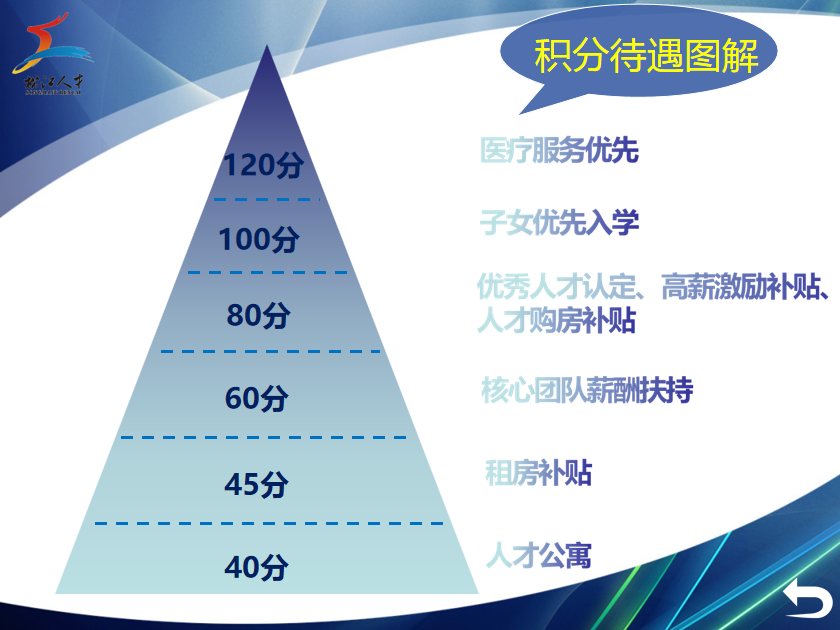 积分待遇图解
120分
医疗服务优先
100分
子女优先入学
80分
优秀人才认定、高薪激励补贴、
人才购房补贴
60分
核心团队薪酬扶持
45分
租房补贴
40分
人才公寓